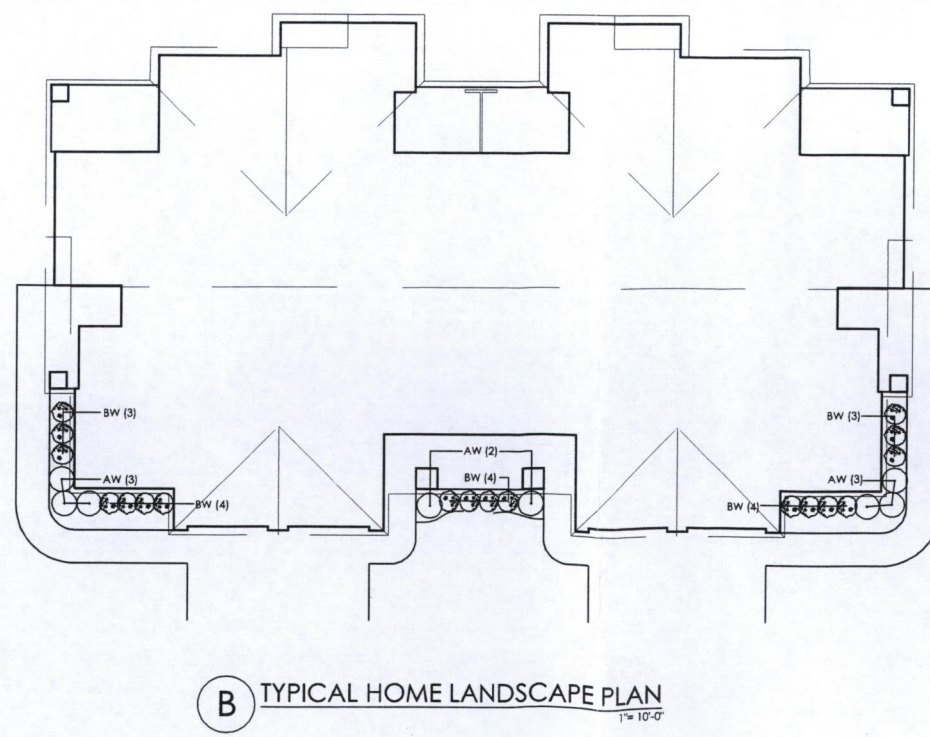 BW (3)
BW (3)
AW (2)
AW (3)
BW (4)
AW (3)
BW (4)
BW (4)
B
TYPICAL HOME LANDSCAPE PLAN
1"= 10'-0"